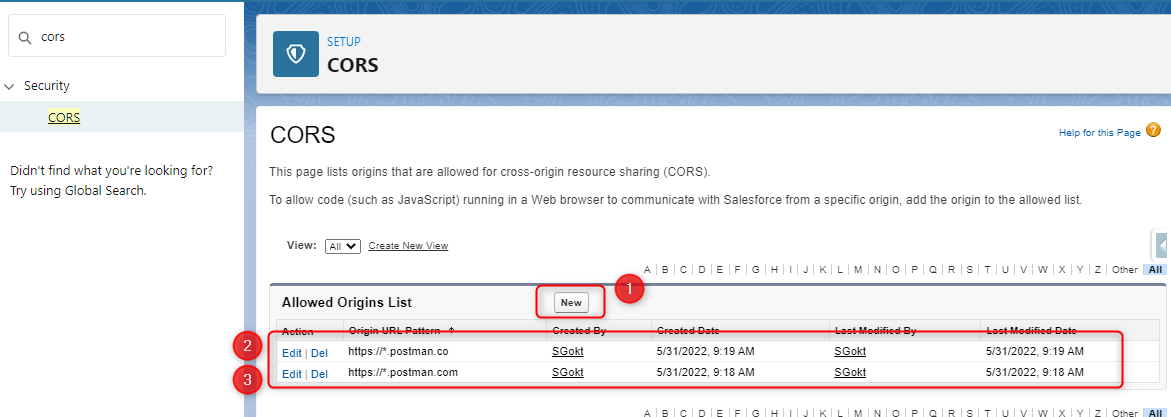 cors
Security
CORS
Didn't find what you're looking for?
Try using Global Search.
SETUP
CORS
CORS
Help for this Page ?
This page lists origins that are allowed for cross-origin resource sharing (CORS).
To allow code (such as JavaScript) running in a Web browser to communicate with Salesforce from a specific origin, add the origin to the allowed list.
View: All Create New View
A | B | C | D | E | F | G | H | I | J | K | L | M | N | O | P | Q | R | S | T | U | V | W | X | Y | Z | Other All
Allowed Origins List New 1
Action Origin URL Pattern ↑ Created By Created Date Last Modified By Last Modified Date
2 Edit | Del https://*.postman.co SGokt 5/31/2022, 9:19 AM SGokt 5/31/2022, 9:19 AM
3 Edit | Del https://*.postman.com SGokt 5/31/2022, 9:18 AM SGokt 5/31/2022, 9:18 AM
A | B | C | D | E | F | G | H | I | J | K | L | M | N | O | P | Q | R | S | T | U | V | W | X | Y | Z | Other All